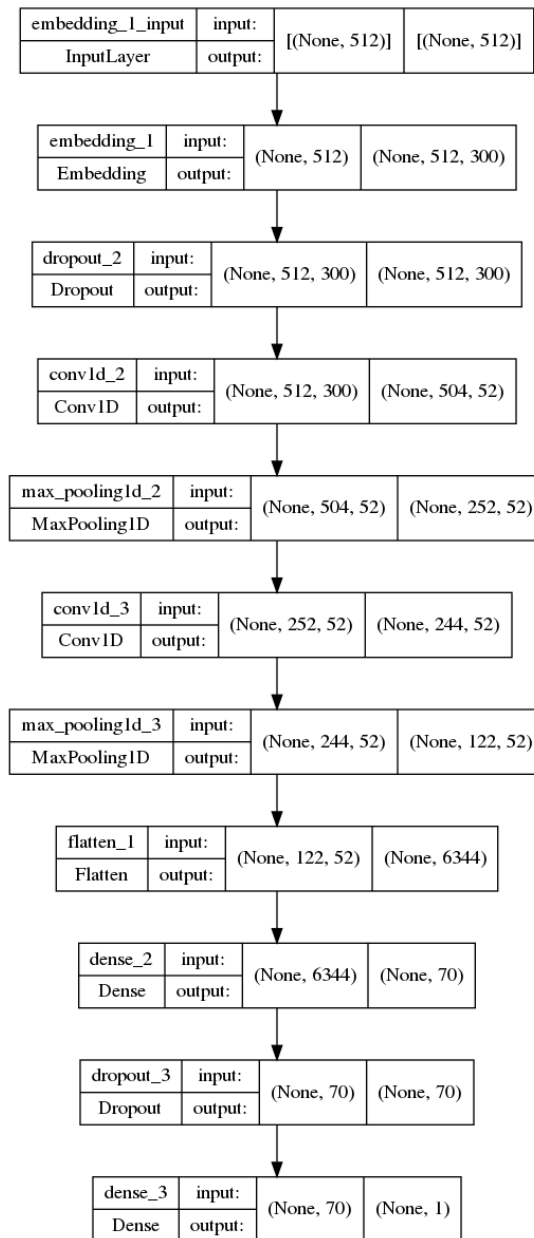 embedding_1_input input: [(None, 512)] [(None, 512)]
InputLayer output:
embedding_1 input: (None, 512) (None, 512, 300)
Embedding output:
dropout_2 input: (None, 512, 300) (None, 512, 300)
Dropout output:
conv1d_2 input: (None, 512, 300) (None, 504, 52)
Conv1D output:
max_pooling1d_2 input: (None, 504, 52) (None, 252, 52)
MaxPooling1D output:
conv1d_3 input: (None, 252, 52) (None, 244, 52)
Conv1D output:
max_pooling1d_3 input: (None, 244, 52) (None, 122, 52)
MaxPooling1D output:
flatten_1 input: (None, 122, 52) (None, 6344)
Flatten output:
dense_2 input: (None, 6344) (None, 70)
Dense output:
dropout_3 input: (None, 70) (None, 70)
Dropout output:
dense_3 input: (None, 70) (None, 1)
Dense output: